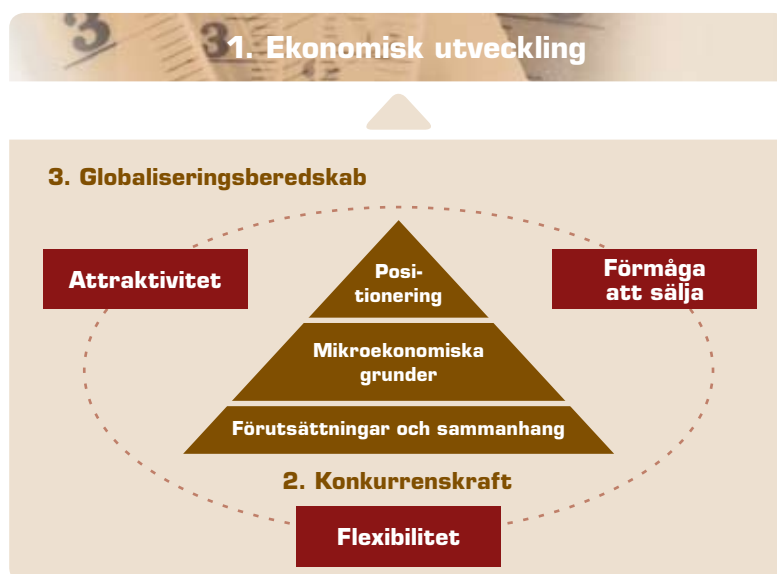 1. Ekonomisk utveckling
3. Globaliseringsberedskab
Attraktivitet
Förmåga
att sälja
Posi-
tionering
Mikroekonomiska
grunder
Förutsättningar och sammanhang
2. Konkurrenskraft
Flexibilitet